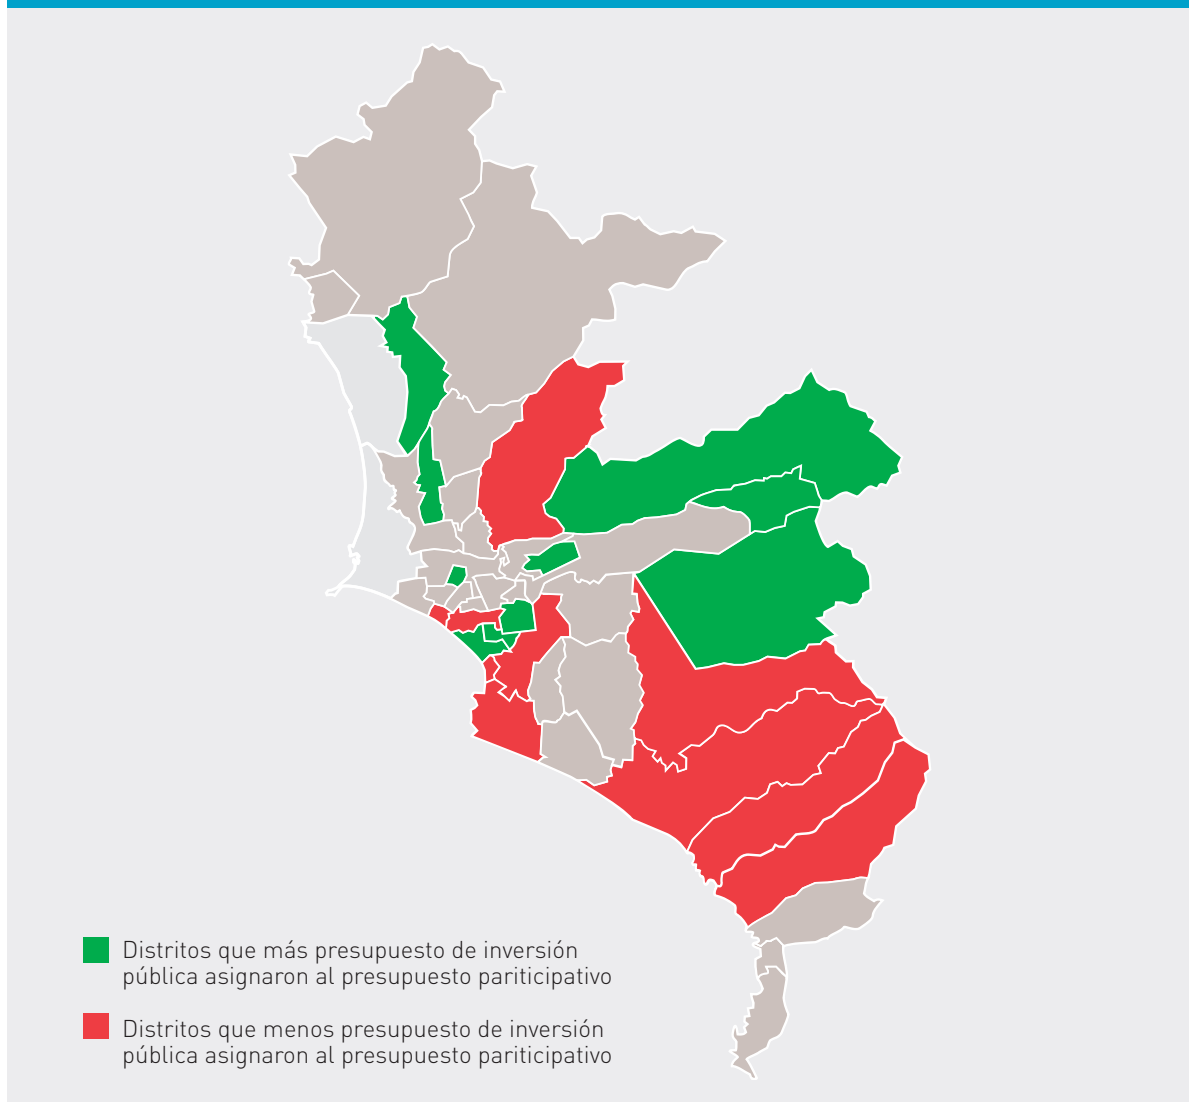 Distritos que más presupuesto de inversión
pública asignaron al presupuesto pariticipativo
Distritos que menos presupuesto de inversión
pública asignaron al presupuesto pariticipativo